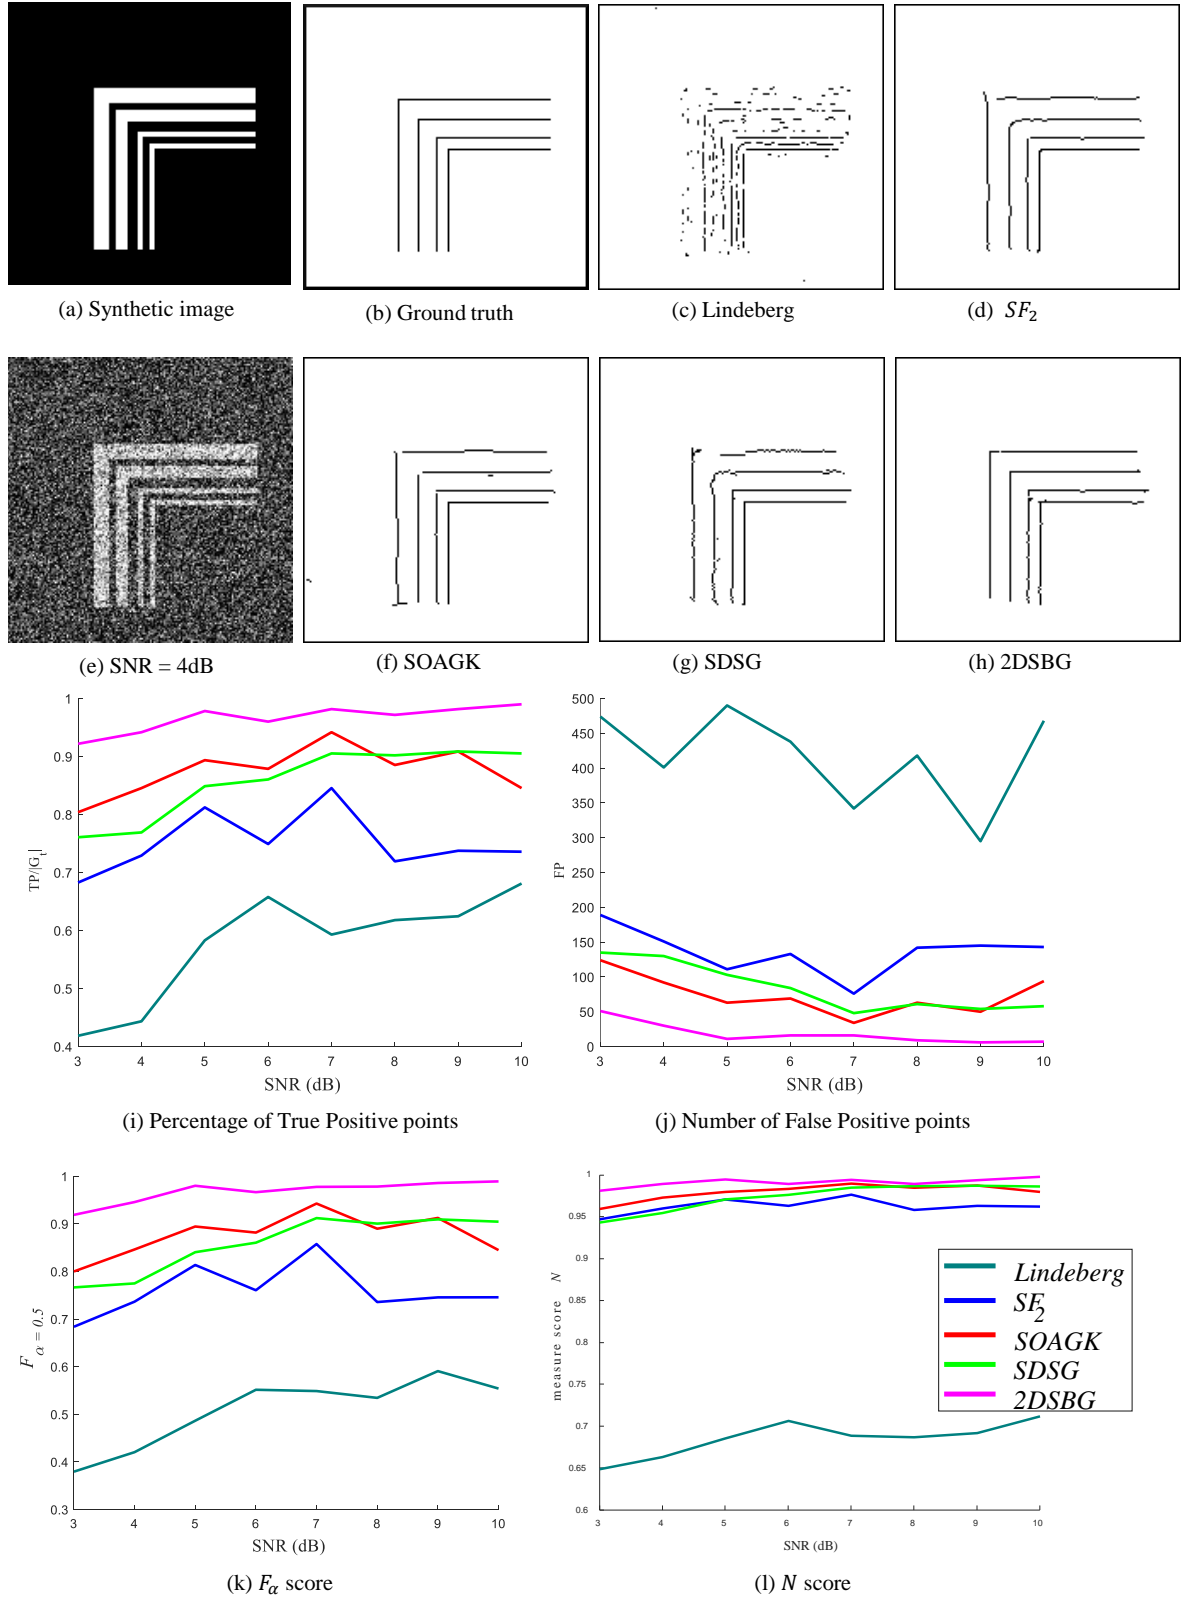 (a) Synthetic image
(b) Ground truth
(c) Lindeberg
(d) SF₂
(e) SNR = 4dB
(f) SOAGK
(g) SDSG
(h) 2DSBG
1
0.9
0.8
0.7
0.6
0.5
0.4
TP/|G_t|
3 4 5 6 7 8 9 10
SNR (dB)
(i) Percentage of True Positive points
500
450
400
350
300
250
200
150
100
50
0
FP
3 4 5 6 7 8 9 10
SNR (dB)
(j) Number of False Positive points
1
0.9
0.8
0.7
0.6
0.5
0.4
0.3
F α = 0.5
3 4 5 6 7 8 9 10
SNR (dB)
(k) Fα score
1
0.95
0.9
0.85
0.8
0.75
0.7
0.65
0.6
measure score N
3 4 5 6 7 8 9 10
SNR (dB)
Lindeberg
SF₂
SOAGK
SDSG
2DSBG
(l) N score